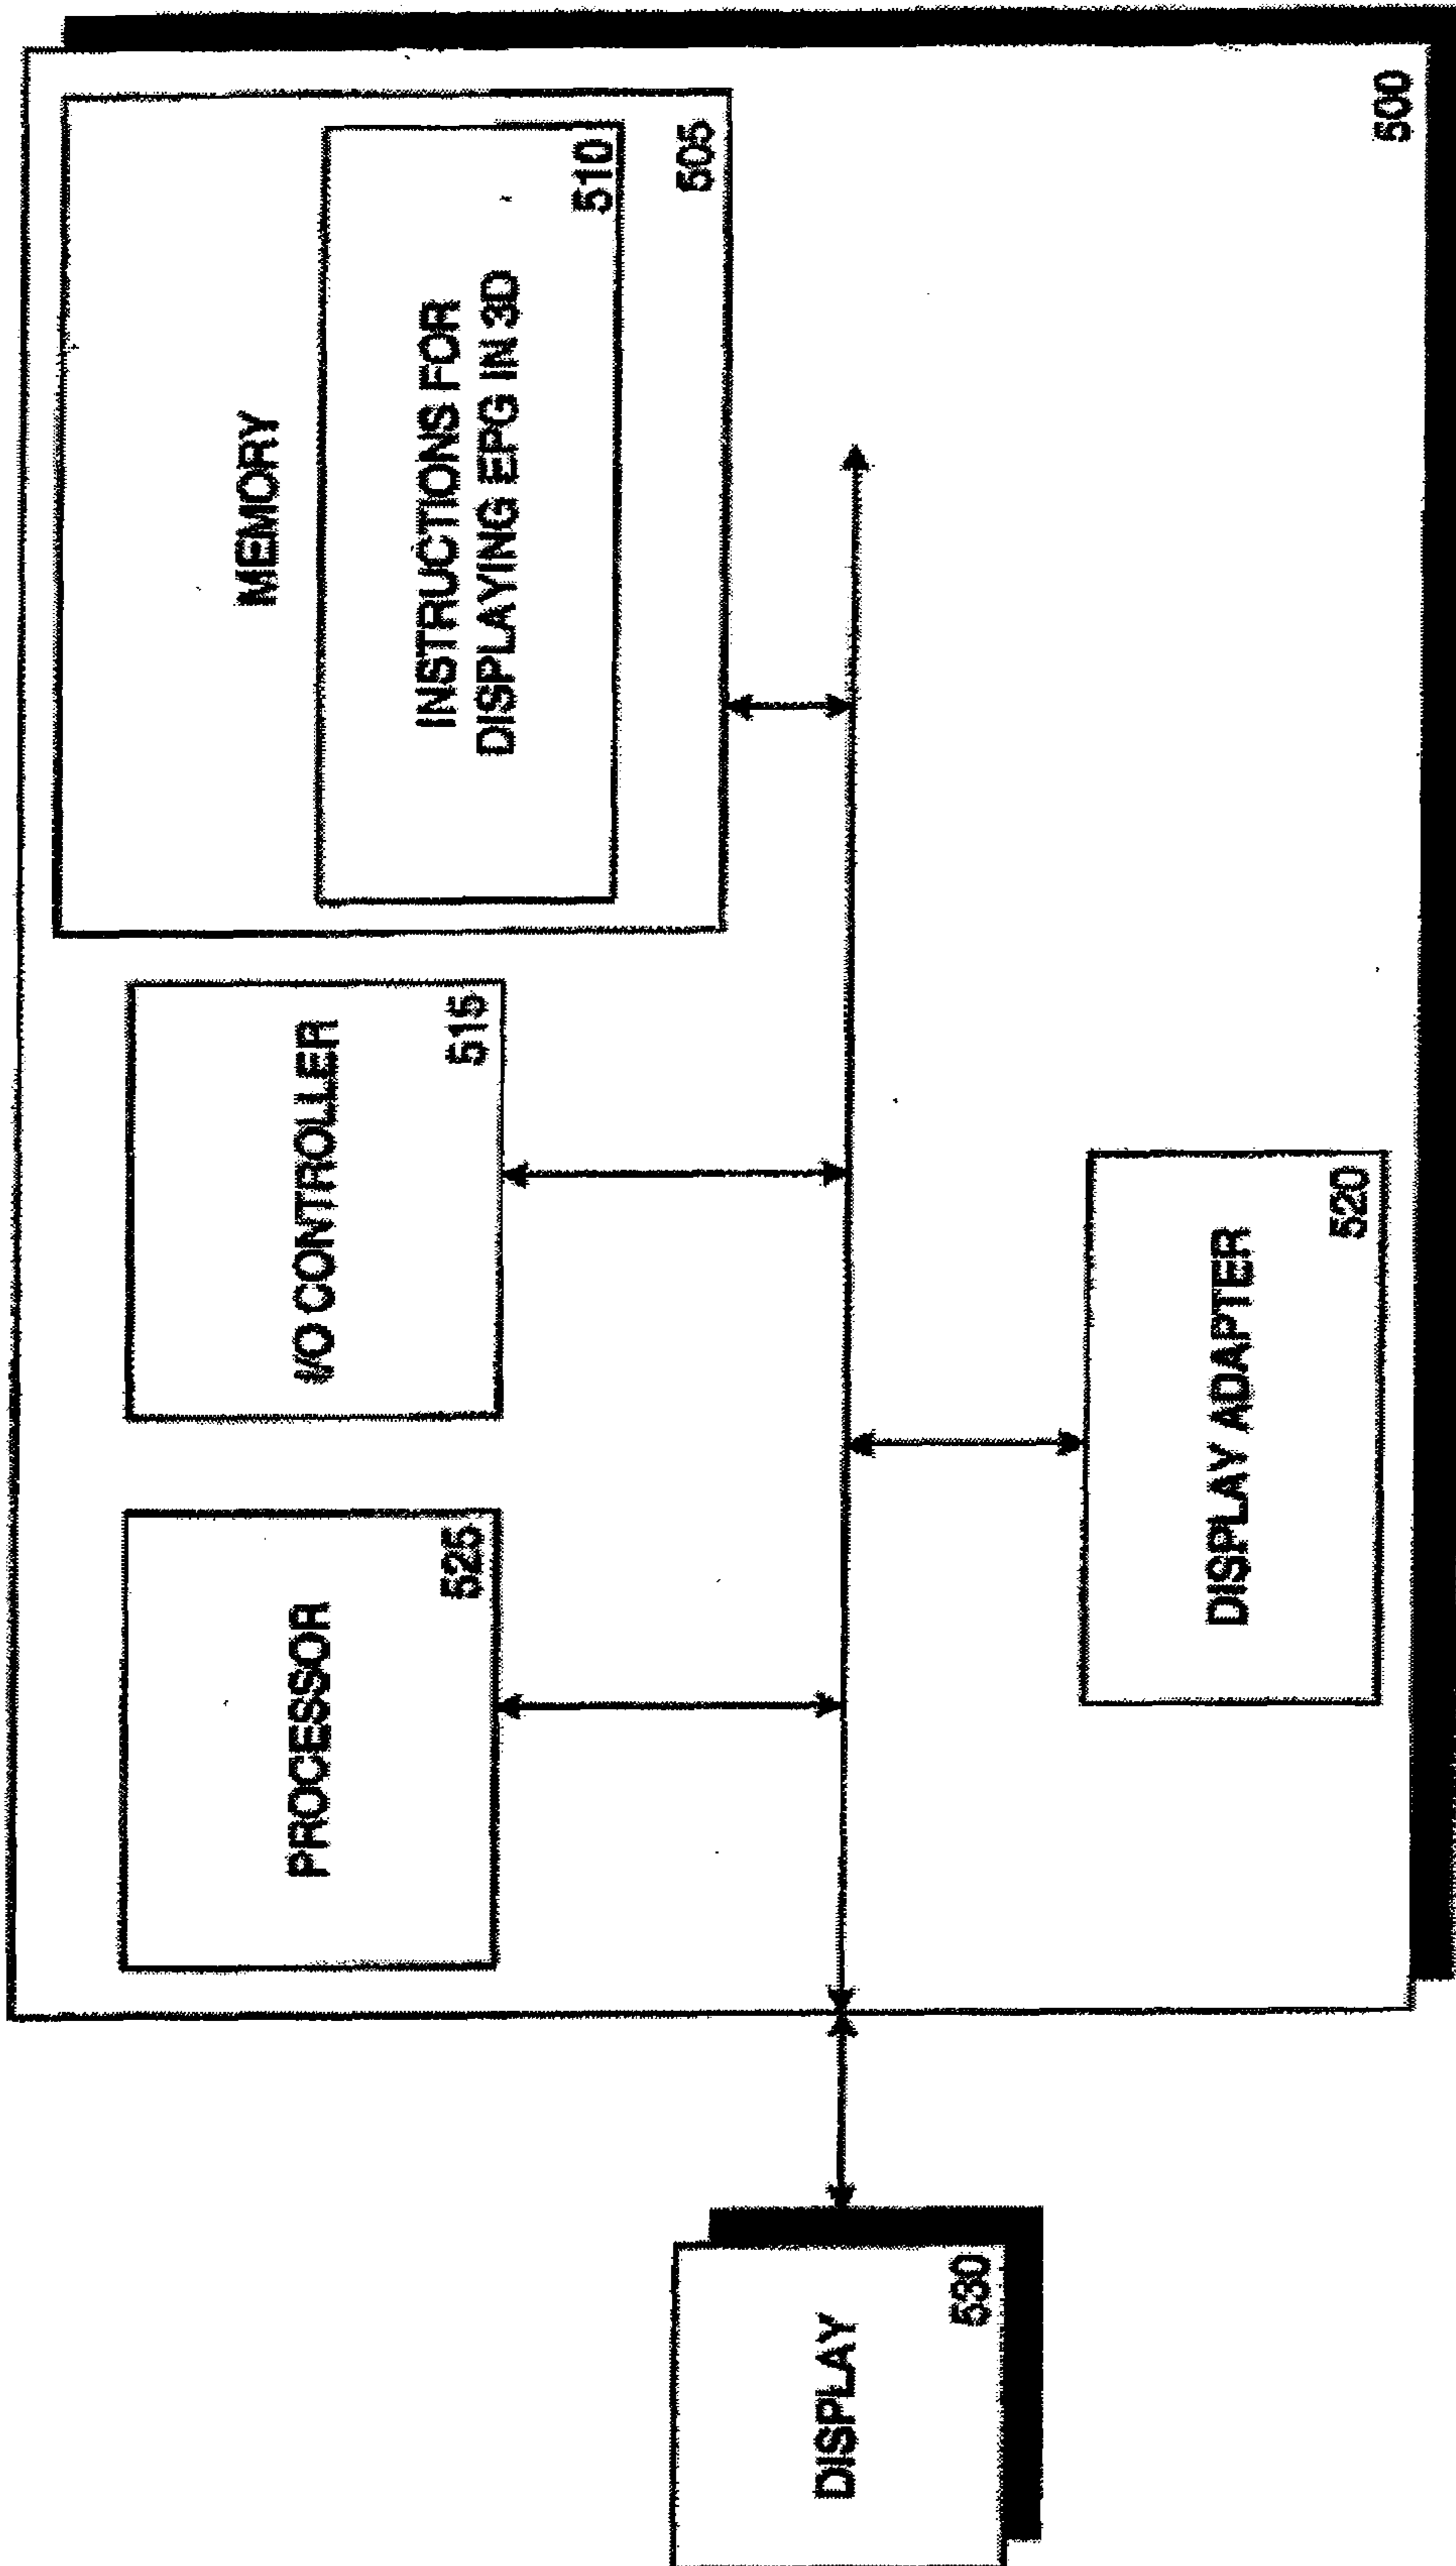 PROCESSOR
525
I/O CONTROLLER
515
MEMORY
INSTRUCTIONS FOR
DISPLAYING EPG IN 3D
510
505
DISPLAY
530
DISPLAY ADAPTER
520
500